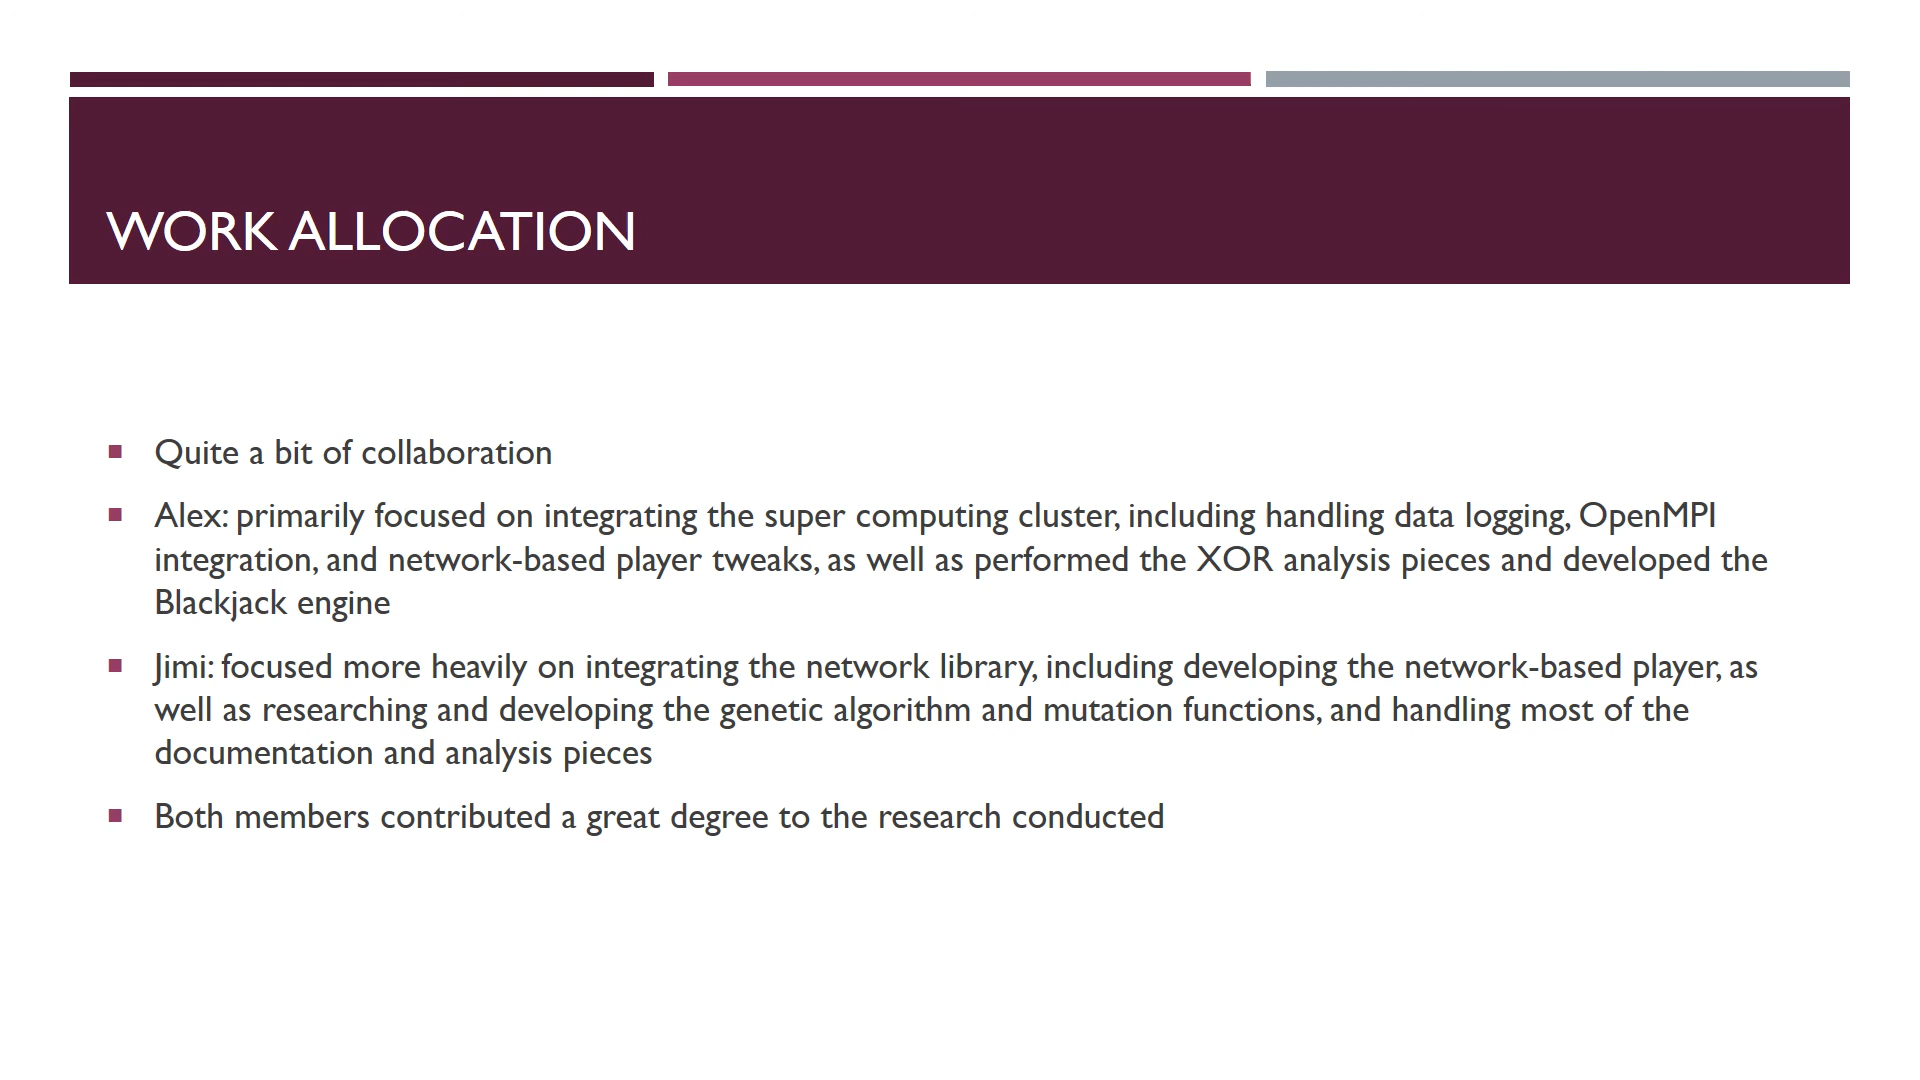 WORK ALLOCATION
Quite a bit of collaboration
Alex: primarily focused on integrating the super computing cluster, including handling data logging, OpenMPI
integration, and network-based player tweaks, as well as performed the XOR analysis pieces and developed the
Blackjack engine
Jimi: focused more heavily on integrating the network library, including developing the network-based player, as
well as researching and developing the genetic algorithm and mutation functions, and handling most of the
documentation and analysis pieces
Both members contributed a great degree to the research conducted